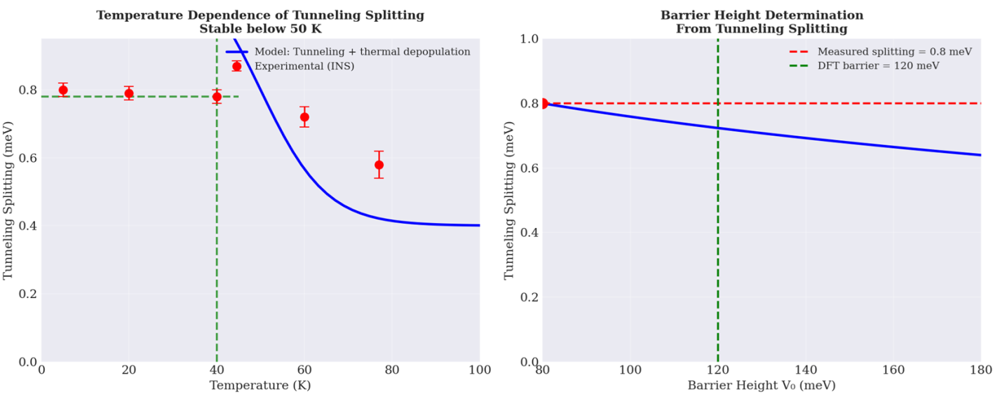 Temperature Dependence of Tunneling Splitting
Stable below 50 K
Model: Tunneling + thermal depopulation
Experimental (INS)
Tunneling Splitting (meV)
0.8
0.6
0.4
0.2
0.0
0
20
40
60
80
100
Temperature (K)
Barrier Height Determination
From Tunneling Splitting
Measured splitting = 0.8 meV
DFT barrier = 120 meV
Tunneling Splitting (meV)
1.0
0.8
0.6
0.4
0.2
0.0
80
100
120
140
160
180
Barrier Height V₀ (meV)